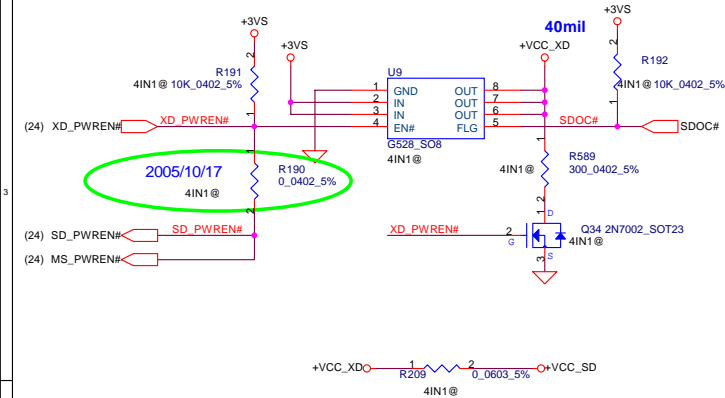 +3VS
+3VS
40mil
+VCC_XD
+3VS
R191
4IN1@ 10K_0402_5%
2
1
U9
1 GND OUT 8
2 IN OUT 7
3 IN OUT 6
4 EN# FLG 5
G528_SO8
4IN1@
2
1
R192
4IN1@ 10K_0402_5%
(24) XD_PWREN#
XD_PWREN#
SDOC#
SDOC#
2005/10/17
1
2
R190
0_0402_5%
4IN1@
1
2
R589
300_0402_5%
4IN1@
3
(24) SD_PWREN#
SD_PWREN#
(24) MS_PWREN#
XD_PWREN#
2
G
1
D
3
S
Q34 2N7002_SOT23
4IN1@
+VCC_XD
1
2
+VCC_SD
R209
0_0603_5%
4IN1@